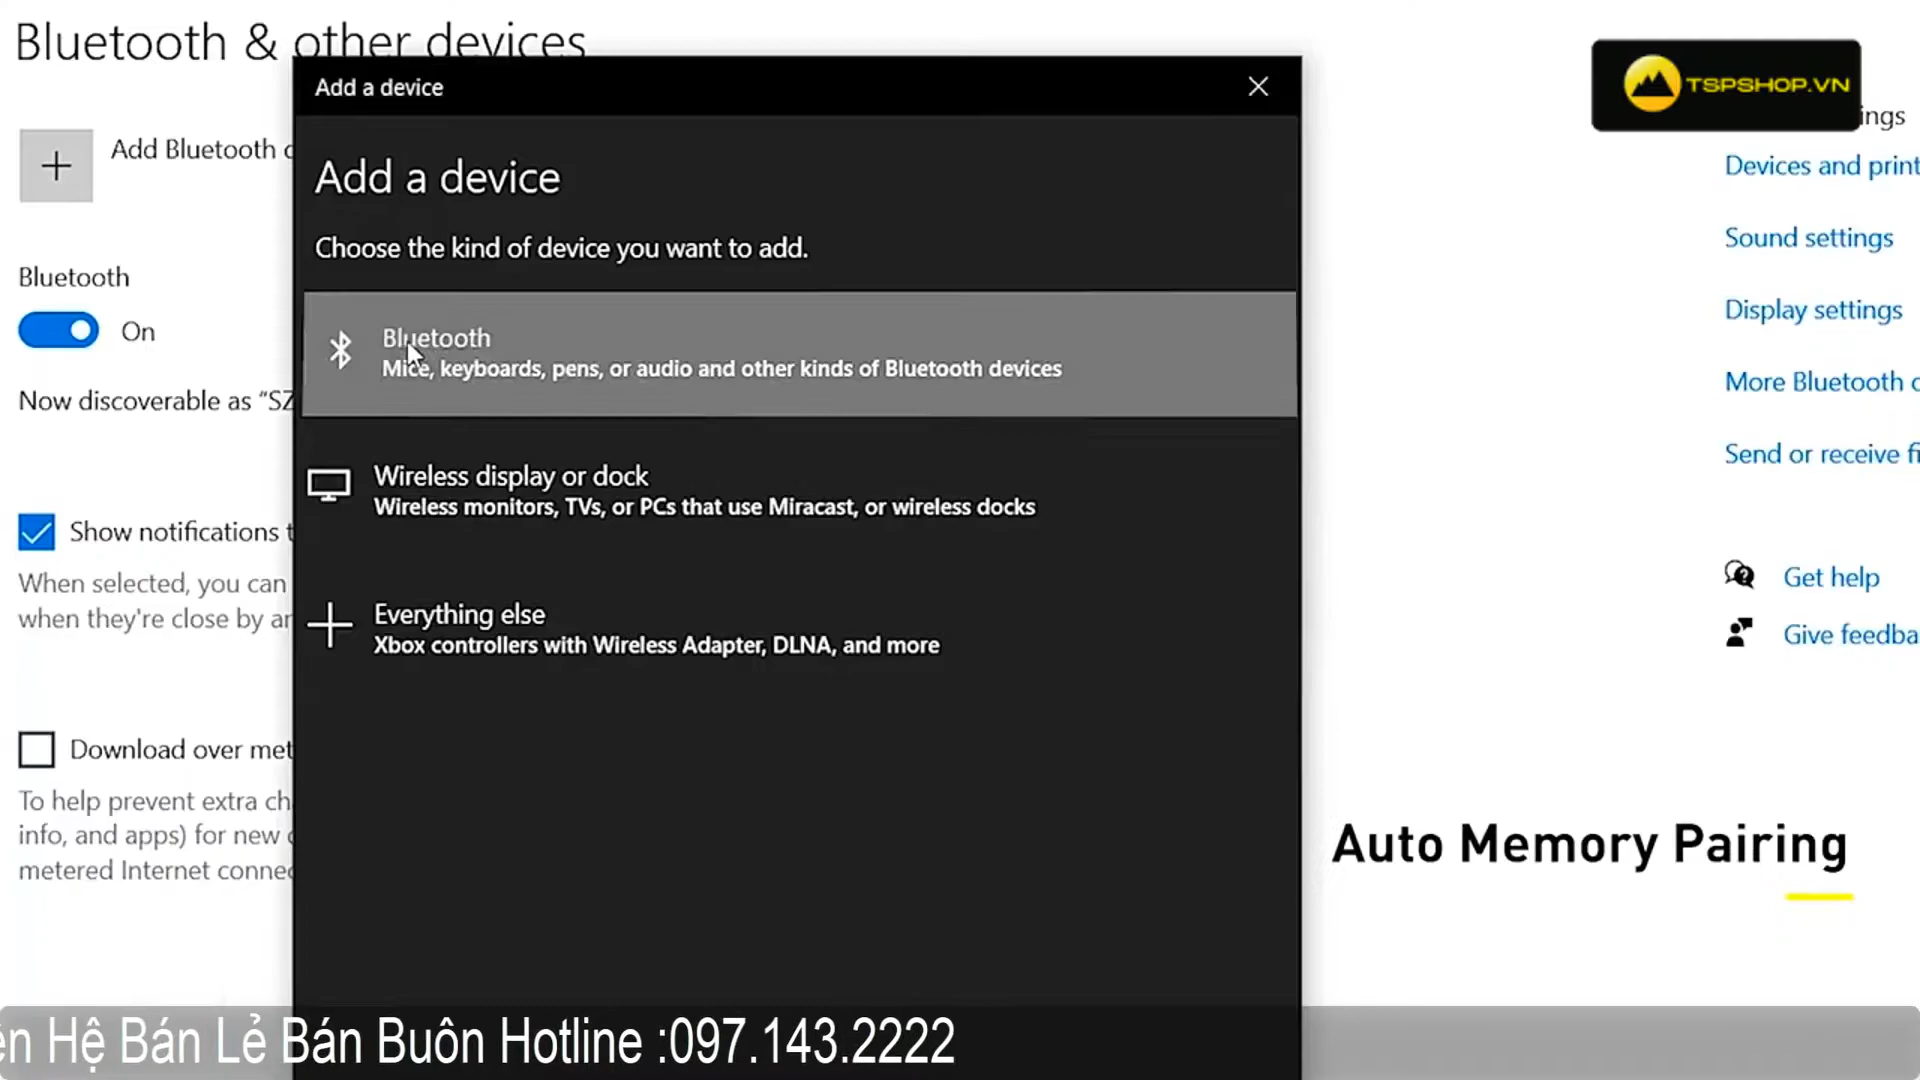 Bluetooth & other devices
Add a device
TSPSHOP.VN
ings
Add Bluetooth
Add a device
Devices and print
Choose the kind of device you want to add.
Sound settings
Bluetooth
On
Display settings
Bluetooth
Mice, keyboards, pens, or audio and other kinds of Bluetooth devices
Now discoverable as “SZ
More Bluetooth
Send or receive fi
Wireless display or dock
Wireless monitors, TVs, or PCs that use Miracast, or wireless docks
Show notifications t
When selected, you can
when they're close by an
Get help
Everything else
Xbox controllers with Wireless Adapter, DLNA, and more
Give feedba
Download over met
To help prevent extra ch
info, and apps) for new
metered Internet connec
Auto Memory Pairing
ên Hệ Bán Lẻ Bán Buôn Hotline :097.143.2222